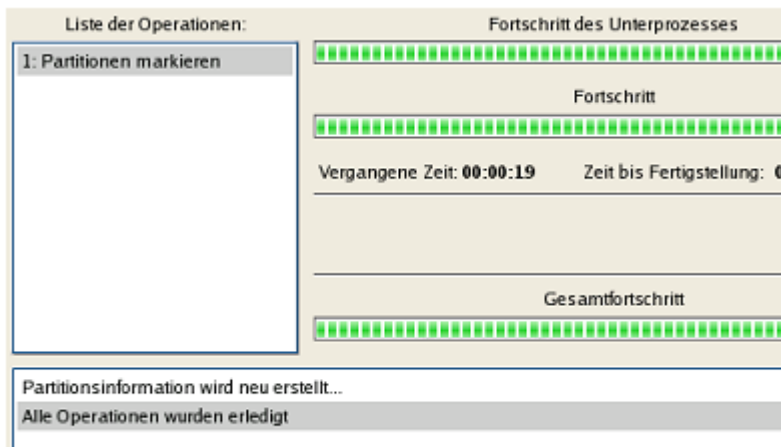 Liste der Operationen:
1: Partitionen markieren
Fortschritt des Unterprozesses
Fortschritt
Vergangene Zeit: 00:00:19 Zeit bis Fertigstellung:
Gesamtfortschritt
Partitionsinformation wird neu erstellt...
Alle Operationen wurden erledigt